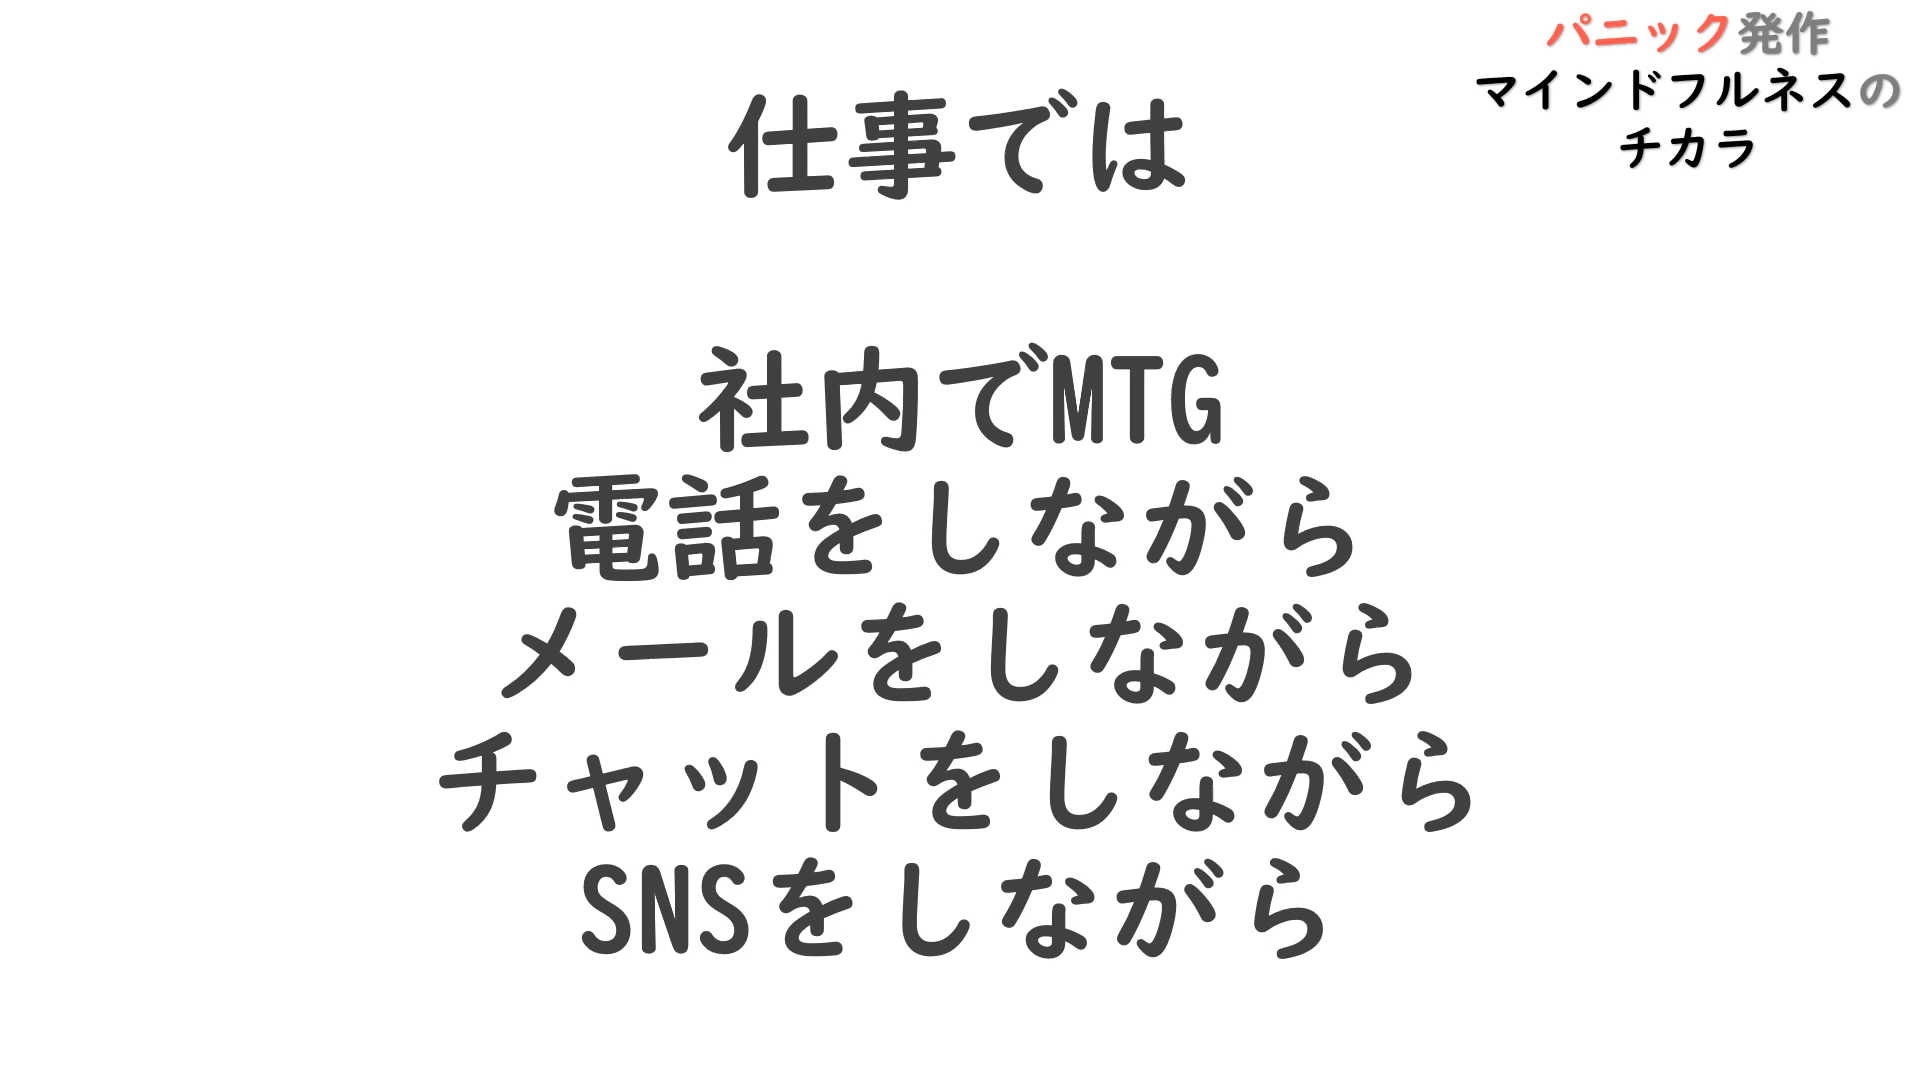 パニック発作
マインドフルネスの
チカラ
仕事では
社内でMTG
電話をしながら
メールをしながら
チャットをしながら
SNSをしながら